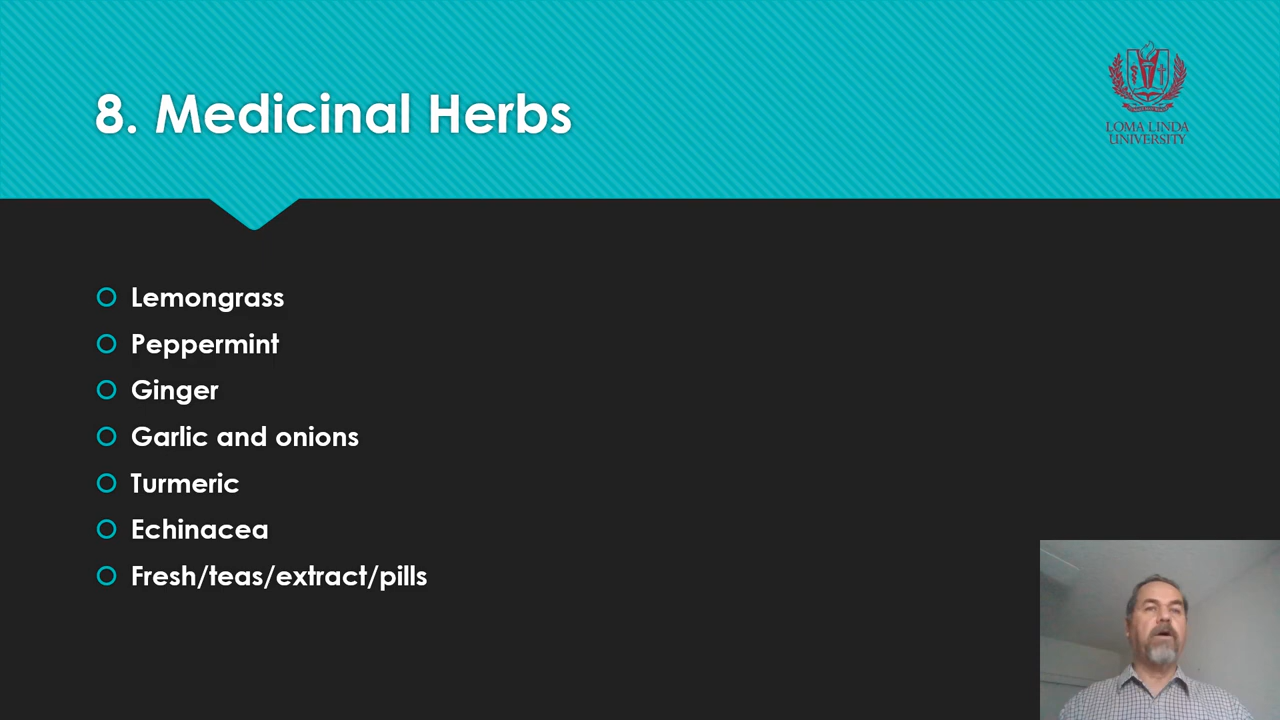 8. Medicinal Herbs
LOMA LINDA
UNIVERSITY
Lemongrass
Peppermint
Ginger
Garlic and onions
Turmeric
Echinacea
Fresh/teas/extract/pills